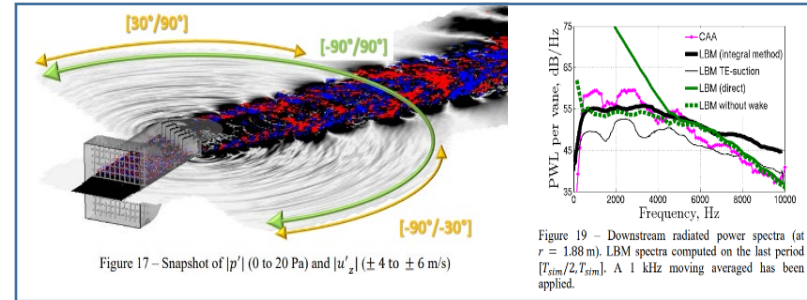 [30°/90°]
[-90°/90°]
[-90°/-30°]
Figure 17 – Snapshot of |p'| (0 to 20 Pa) and |u'z| (± 4 to ± 6 m/s)
PWL per vane, dB/Hz
75
65
55
45
35
CAA
LBM (integral method)
LBM TE-suction
LBM (direct)
LBM without wake
0 2000 4000 6000 8000 10000
Frequency, Hz
Figure 19 – Downstream radiated power spectra (at
r = 1.88 m). LBM spectra computed on the last period
[Tsim/2, Tsim]. A 1 kHz moving averaged has been
applied.